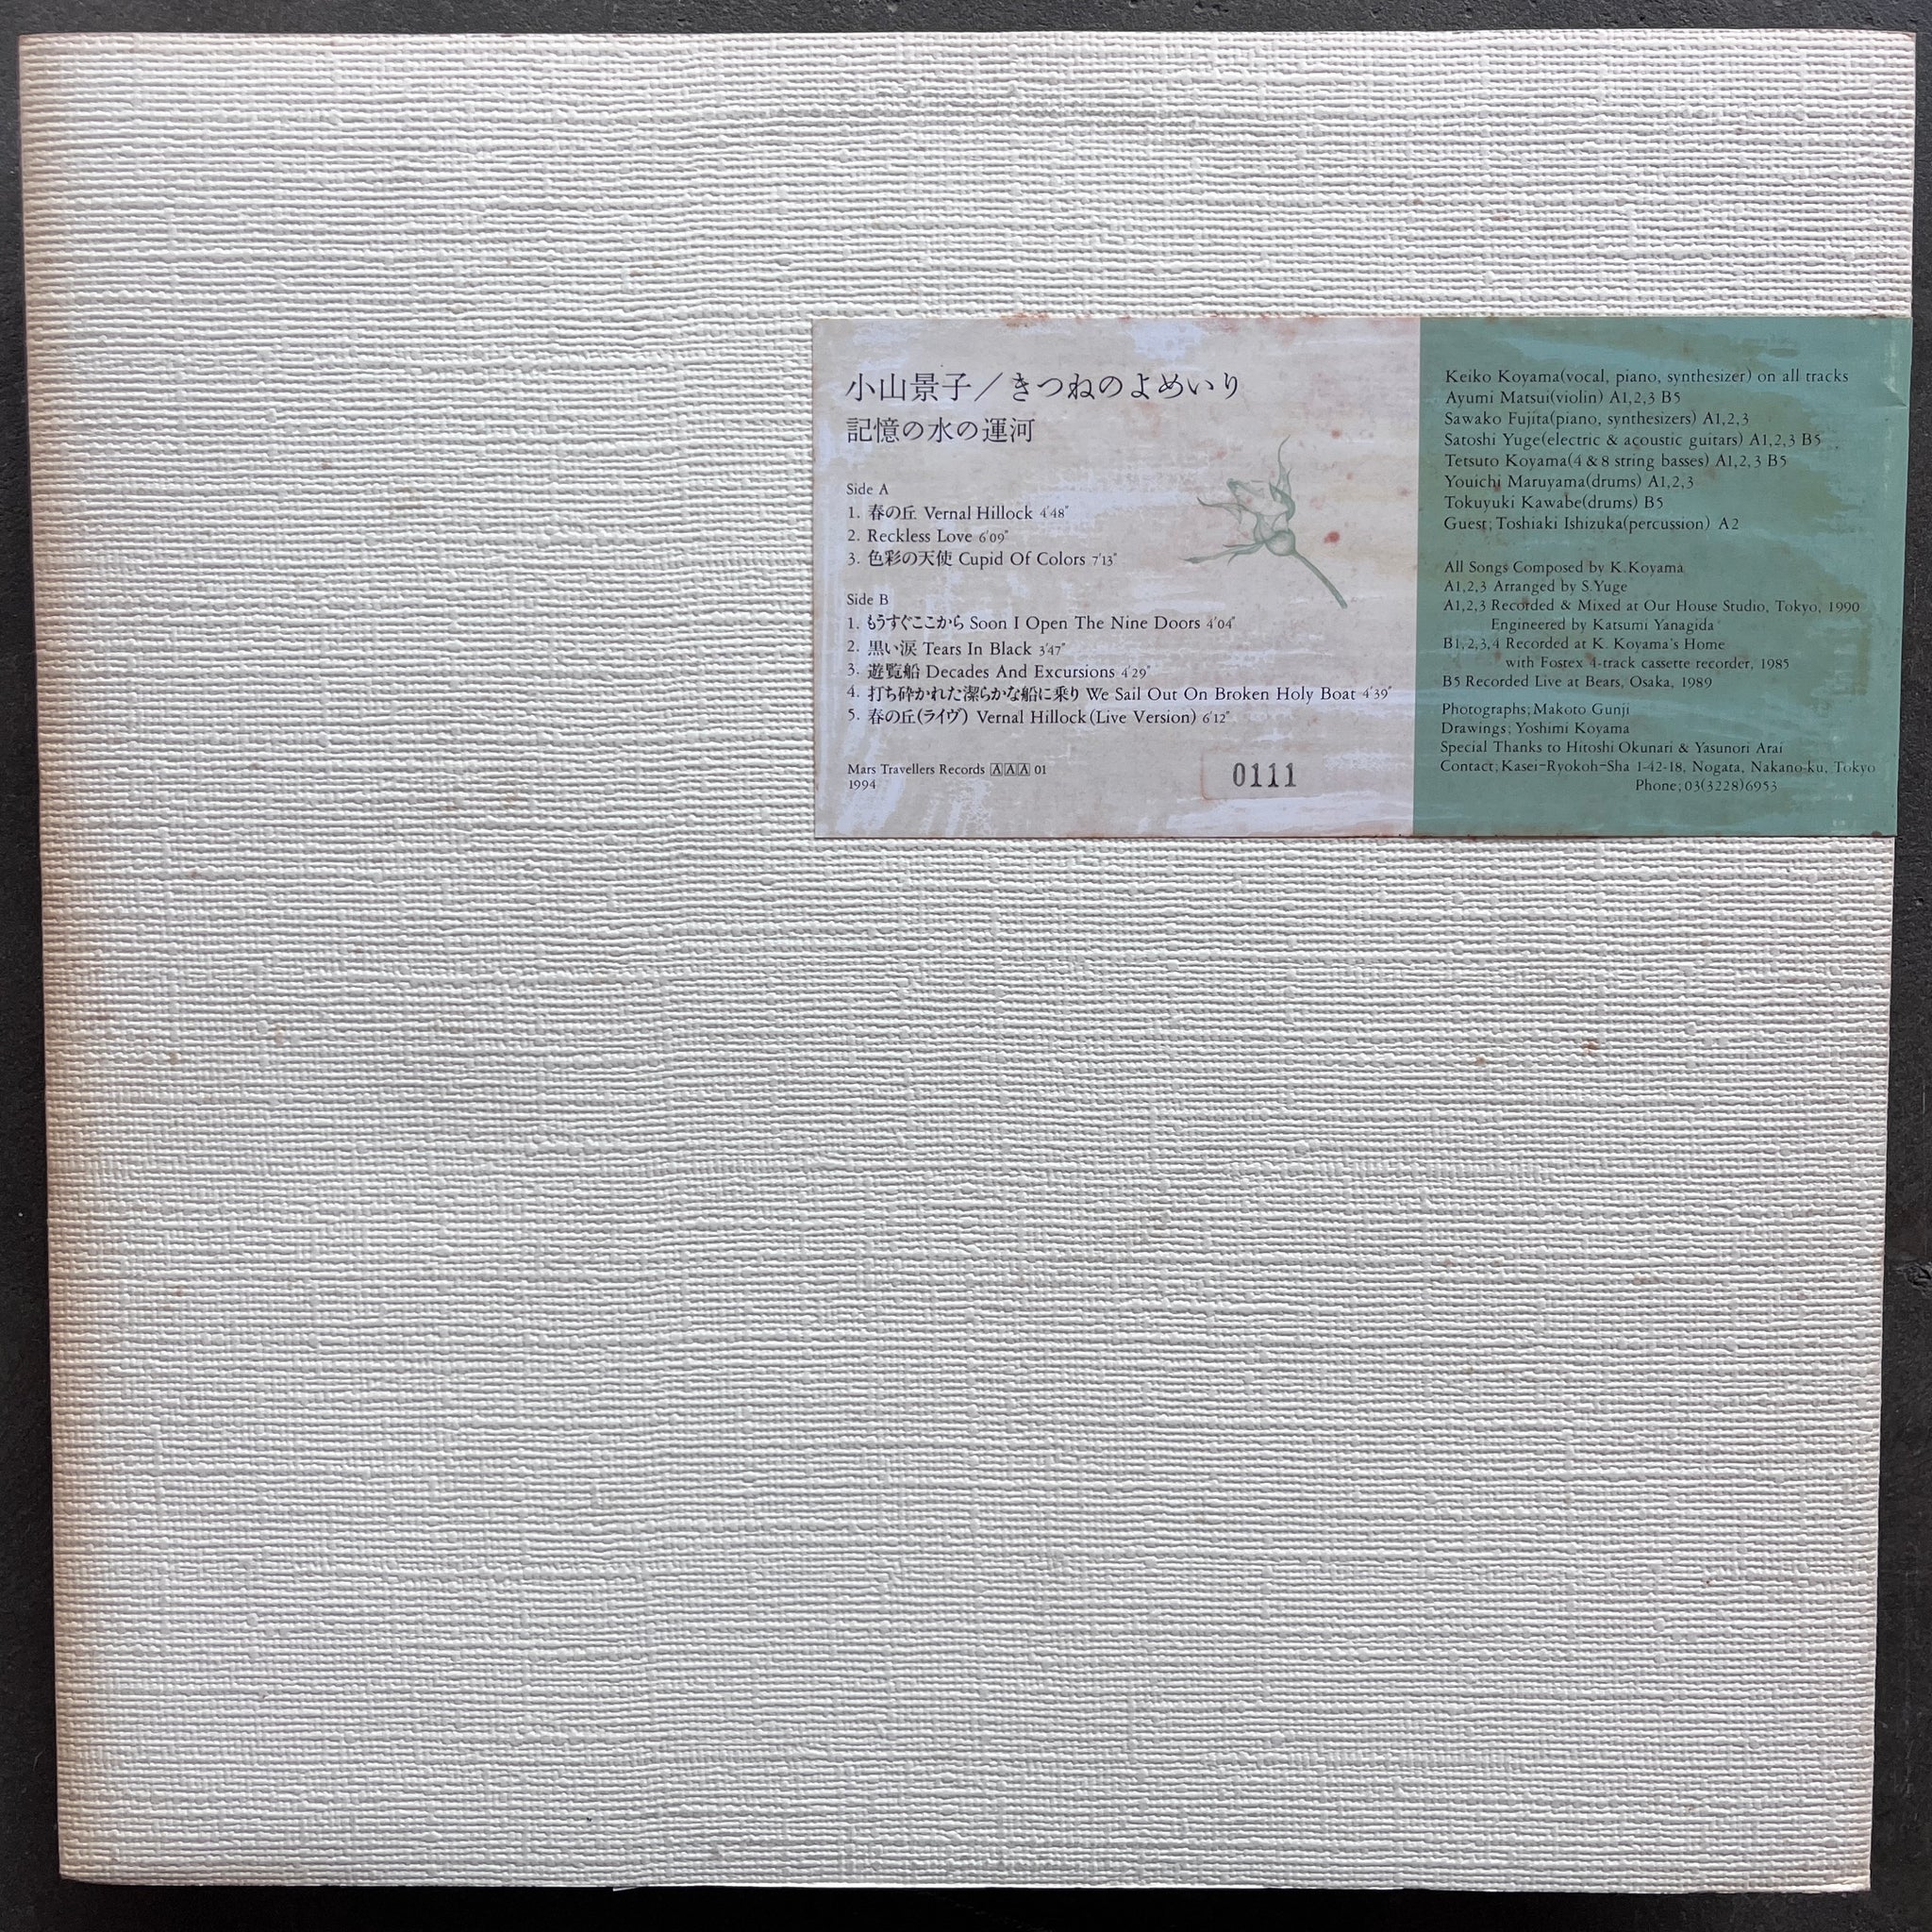 小山景子／きつねのよめいり
記憶の水の運河
Side A
1. 春の丘 Vernal Hillock 4'48"
2. Reckless Love 6'09"
3. 色彩の天使 Cupid Of Colors 7'13"
Side B
1. もうすぐここから Soon I Open The Nine Doors 4'04"
2. 黒い涙 Tears In Black 3'47"
3. 遊覧船 Decades And Excursions 4'29"
4. 打ち砕かれた潔らかな船に乗り We Sail Out On Broken Holy Boat 4'39"
5. 春の丘(ライヴ) Vernal Hillock(Live Version) 6'12"
Mars Travellers Records AAA 01
1994
0111
Keiko Koyama(vocal, piano, synthesizer) on all tracks
Ayumi Matsui(violin) A1,2,3 B5
Sawako Fujita(piano, synthesizers) A1,2,3
Satoshi Yuge(electric & acoustic guitars) A1,2,3 B5
Tetsuto Koyama(4 & 8 string basses) A1,2,3 B5
Youichi Maruyama(drums) A1,2,3
Tokuyuki Kawabe(drums) B5
Guest; Toshiaki Ishizuka(percussion) A2
All Songs Composed by K.Koyama
A1,2,3 Arranged by S.Yuge
A1,2,3 Recorded & Mixed at Our House Studio, Tokyo, 1990
Engineered by Katsumi Yanagida
B1,2,3,4 Recorded at K. Koyama's Home
with Fostex 4-track cassette recorder, 1985
B5 Recorded Live at Bears, Osaka, 1989
Photographs; Makoto Gunji
Drawings; Yoshimi Koyama
Special Thanks to Hitoshi Okunari & Yasunori Arai
Contact; Kasei-Ryokoh-Sha 1-42-18, Nogata, Nakano-ku, Tokyo
Phone; 03(3228)6953